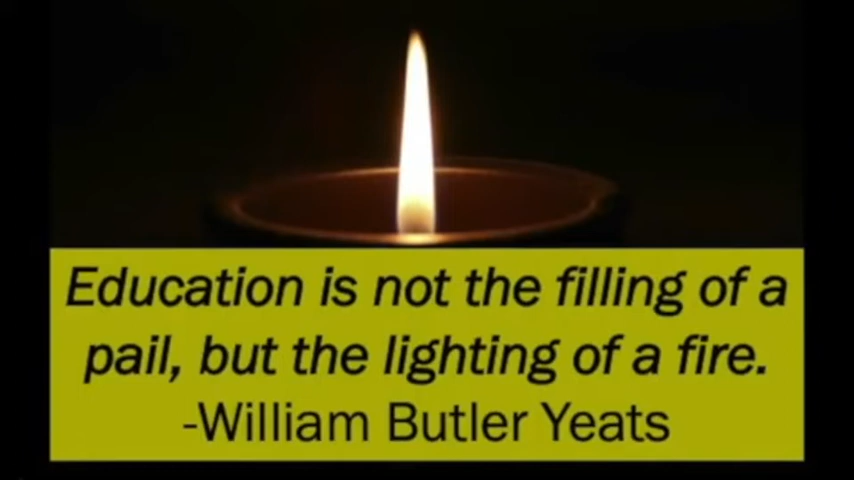 Education is not the filling of a
pail, but the lighting of a fire.
-William Butler Yeats